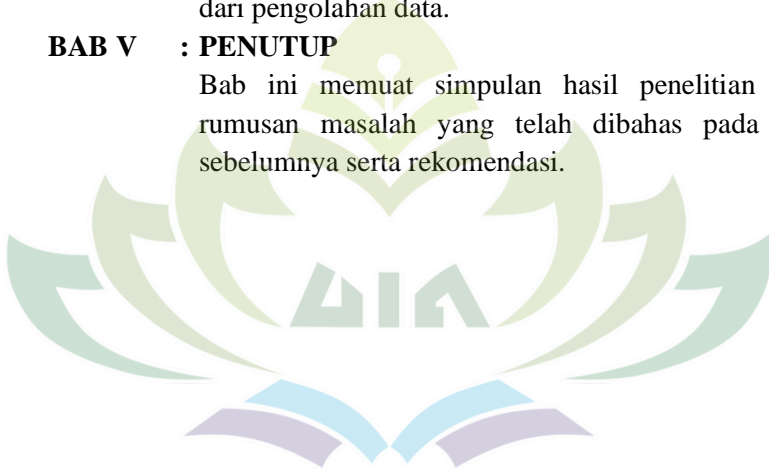 dari pengolahan data.
BAB V : PENUTUP
Bab ini memuat simpulan hasil penelitian
rumusan masalah yang telah dibahas pada
sebelumnya serta rekomendasi.
UIN